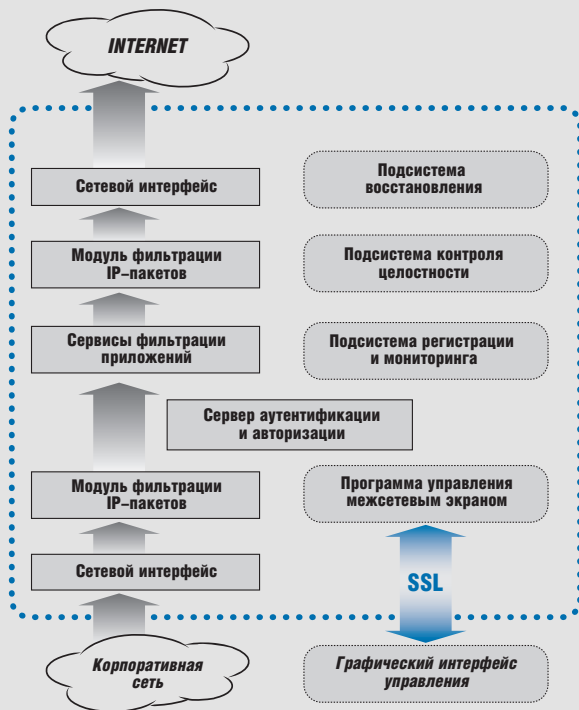 INTERNET
Сетевой интерфейс
Подсистема
восстановления
Модуль фильтрации
IP–пакетов
Подсистема контроля
целостности
Сервисы фильтрации
приложений
Подсистема регистрации
и мониторинга
Сервер аутентификации
и авторизации
Модуль фильтрации
IP–пакетов
Программа управления
межсетевым экраном
Сетевой интерфейс
SSL
Корпоративная
сеть
Графический интерфейс
управления